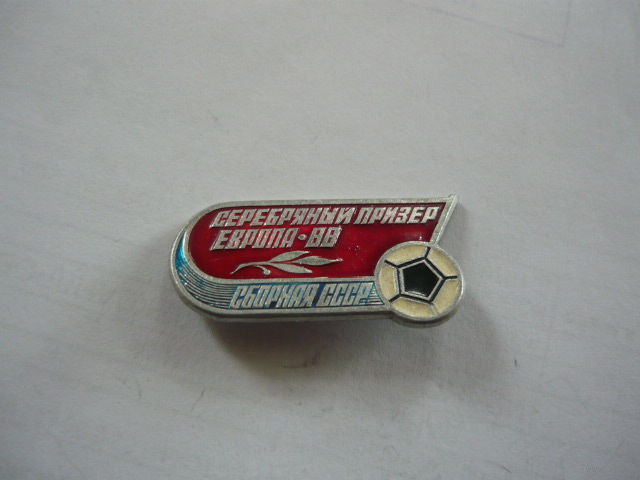 СЕРЕБРЯНЫЙ ПРИЗЕР
ЕВРОПА·88
СБОРНАЯ СССР